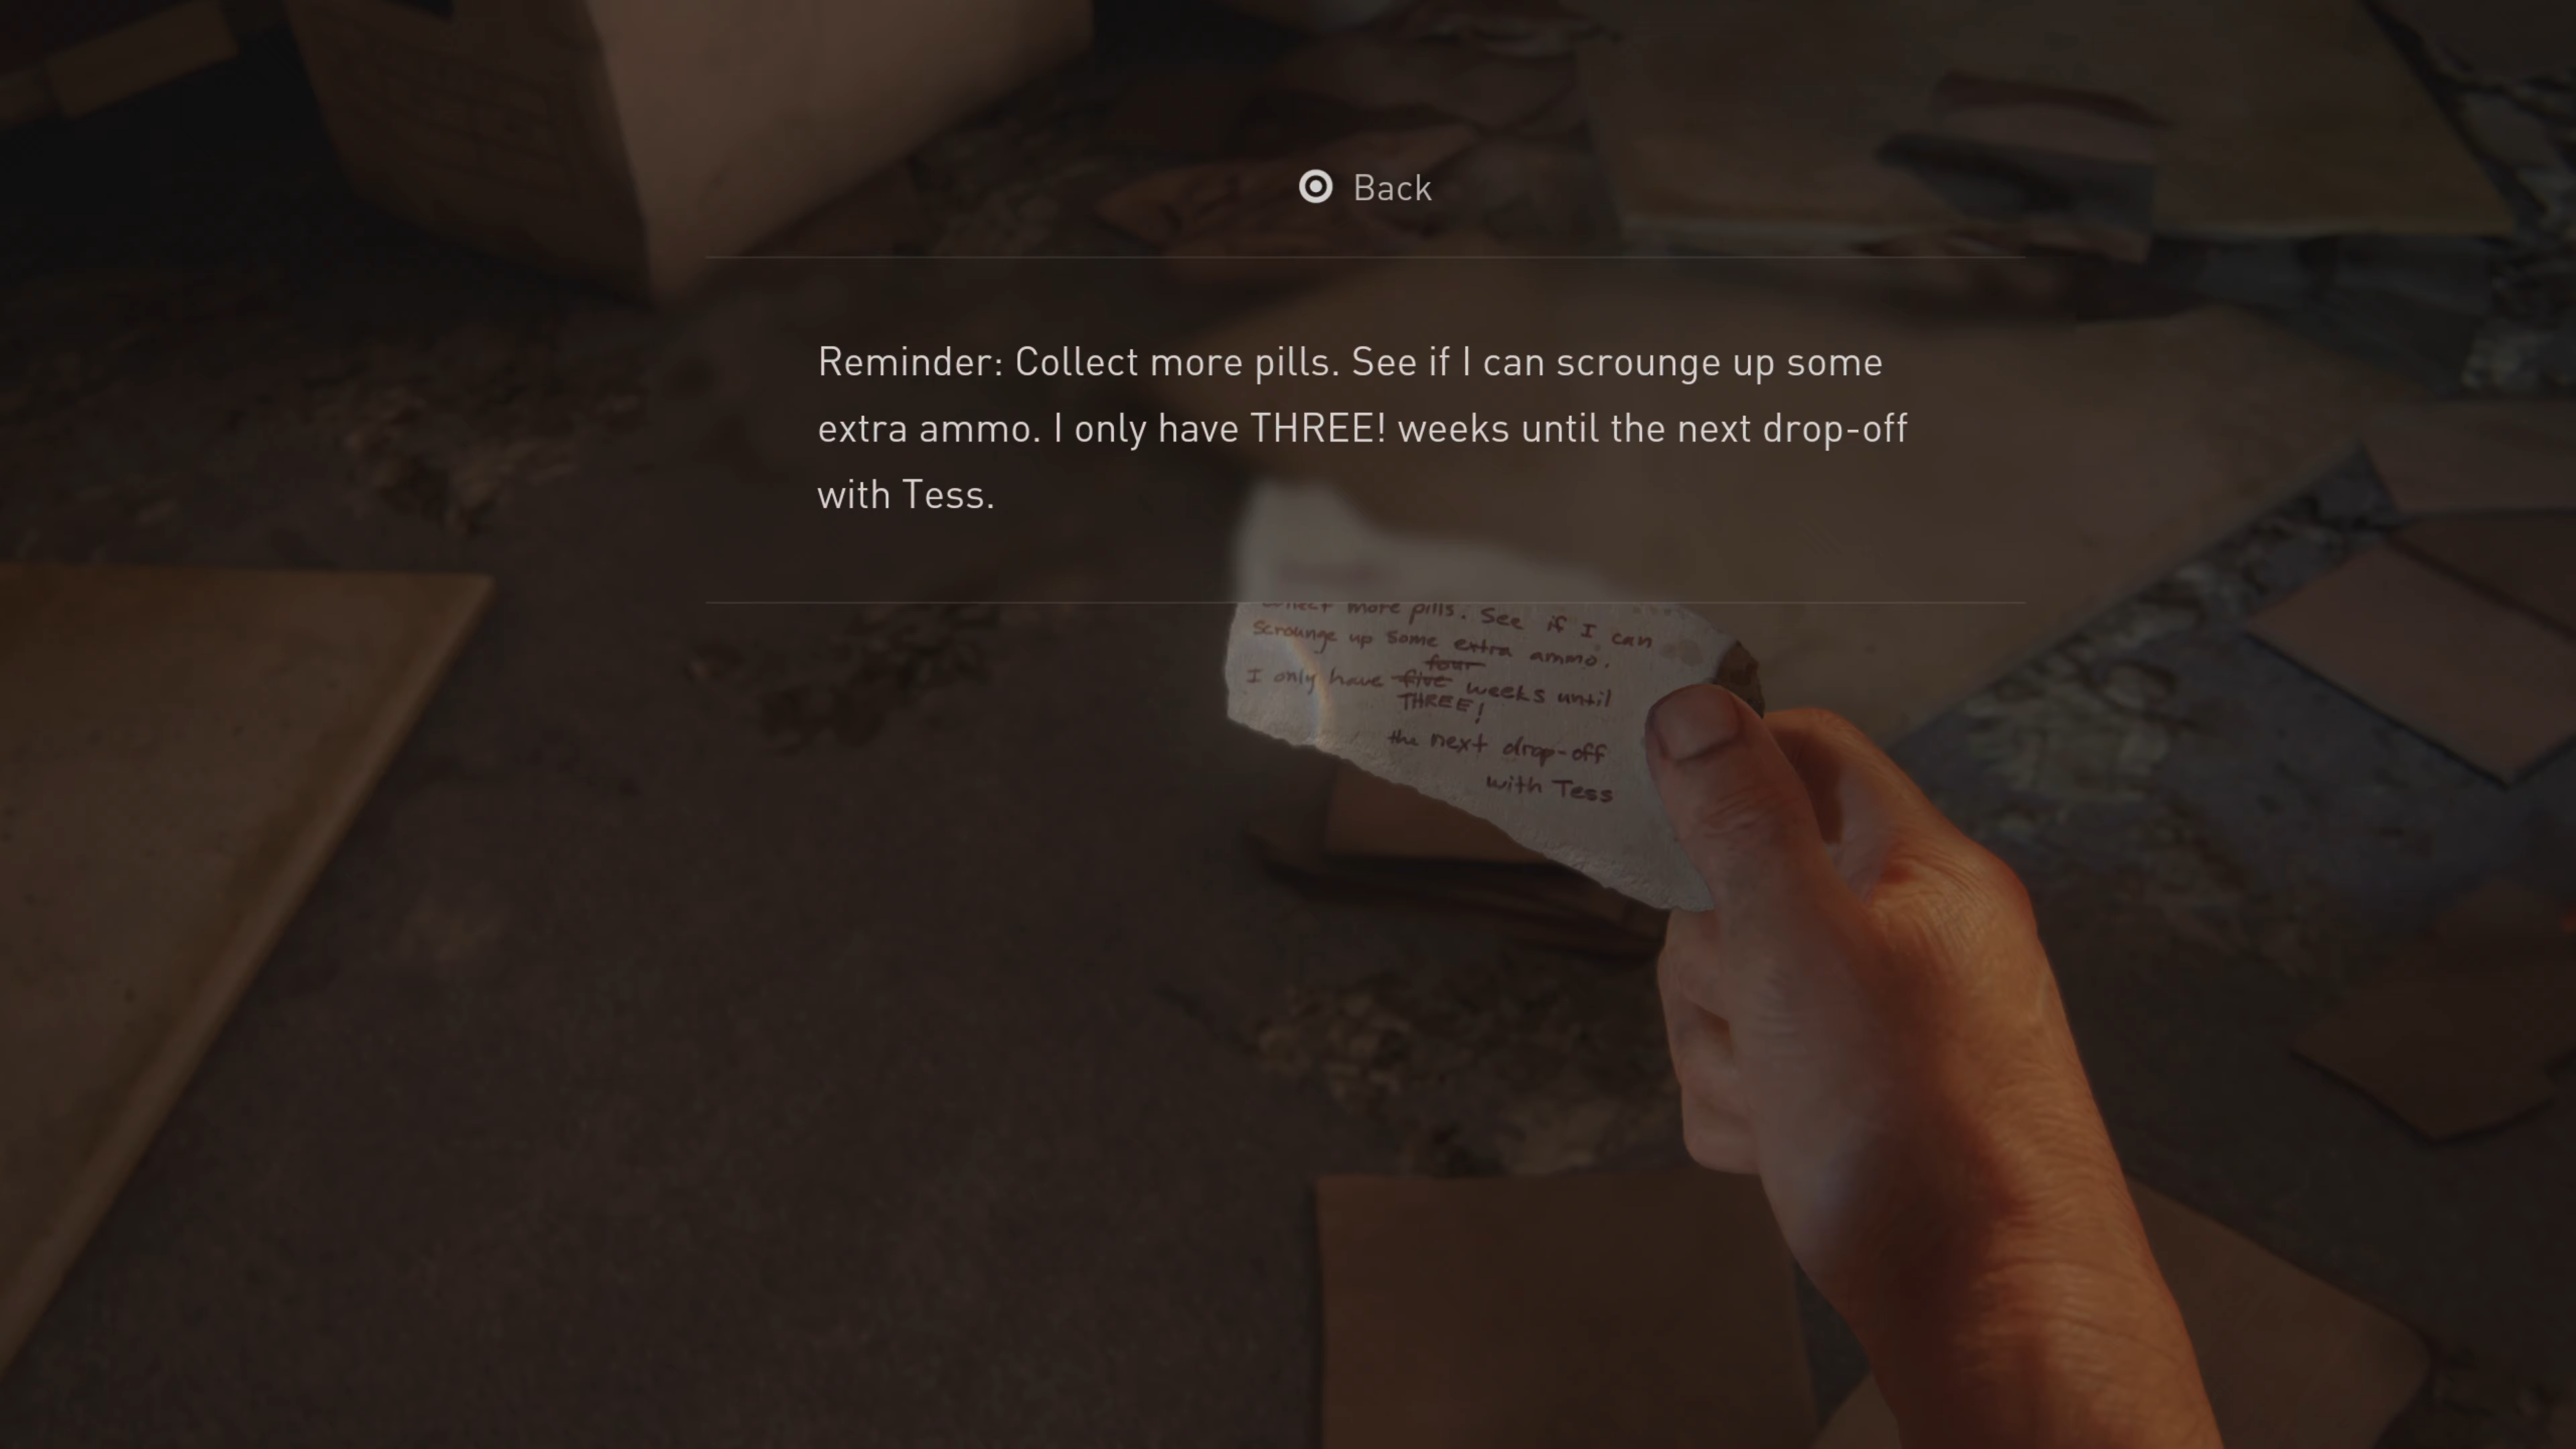 Back
Reminder: Collect more pills. See if I can scrounge up some
extra ammo. I only have THREE! weeks until the next drop-off
with Tess.
more pills. See if I can
scrounge up some extra ammo.
four
I only have five weeks until
THREE!
the next drop-off
with Tess